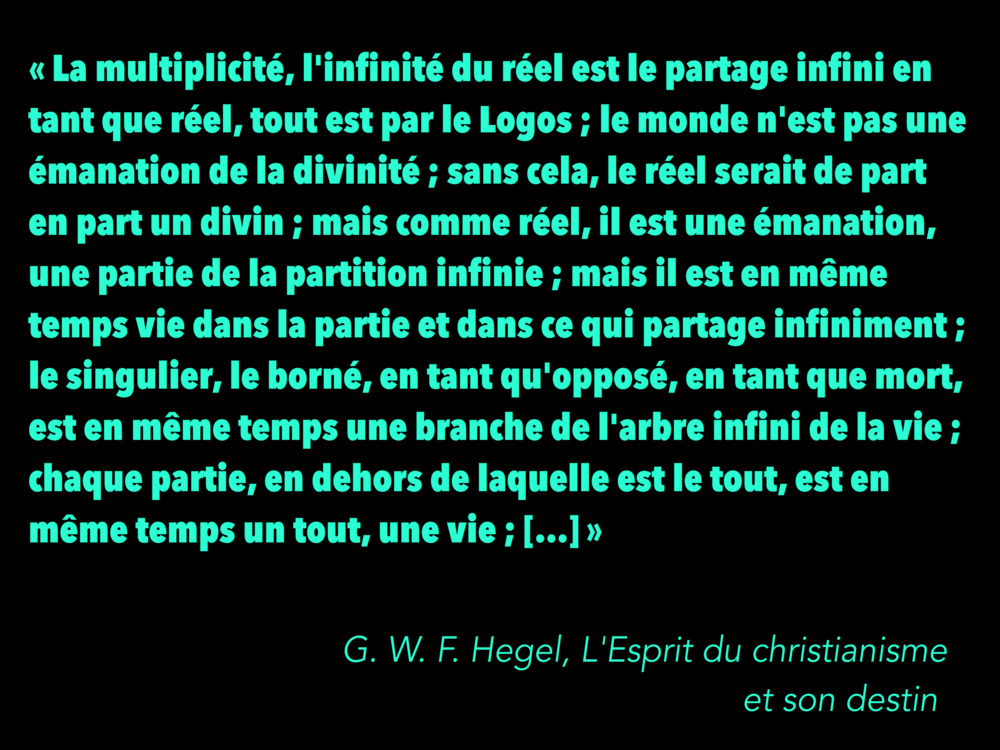 « La multiplicité, l'infinité du réel est le partage infini en
tant que réel, tout est par le Logos ; le monde n'est pas une
émanation de la divinité ; sans cela, le réel serait de part
en part un divin ; mais comme réel, il est une émanation,
une partie de la partition infinie ; mais il est en même
temps vie dans la partie et dans ce qui partage infiniment ;
le singulier, le borné, en tant qu'opposé, en tant que mort,
est en même temps une branche de l'arbre infini de la vie ;
chaque partie, en dehors de laquelle est le tout, est en
même temps un tout, une vie ; [...] »
G. W. F. Hegel, L'Esprit du christianisme
et son destin